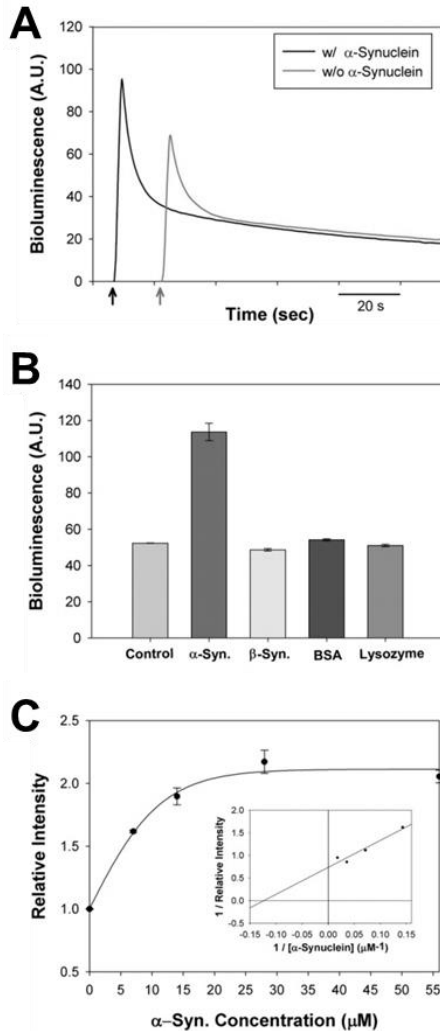 A
Bioluminescence (A.U.)
120
100
80
60
40
20
0
w/ α-Synuclein
w/o α-Synuclein
Time (sec)
20 s
B
Bioluminescence (A.U.)
140
120
100
80
60
40
20
0
Control α-Syn. β-Syn. BSA Lysozyme
C
Relative Intensity
2.5
2.0
1.5
1.0
0.5
1 / Relative Intensity
2.0
1.5
1.0
0.5
0.0
-0.5
-0.15 -0.10 -0.05 0.00 0.05 0.10 0.15
1 / [α-Synuclein] (μM-1)
0 5 10 15 20 25 30 35 40 45 50 55
α–Syn. Concentration (μM)